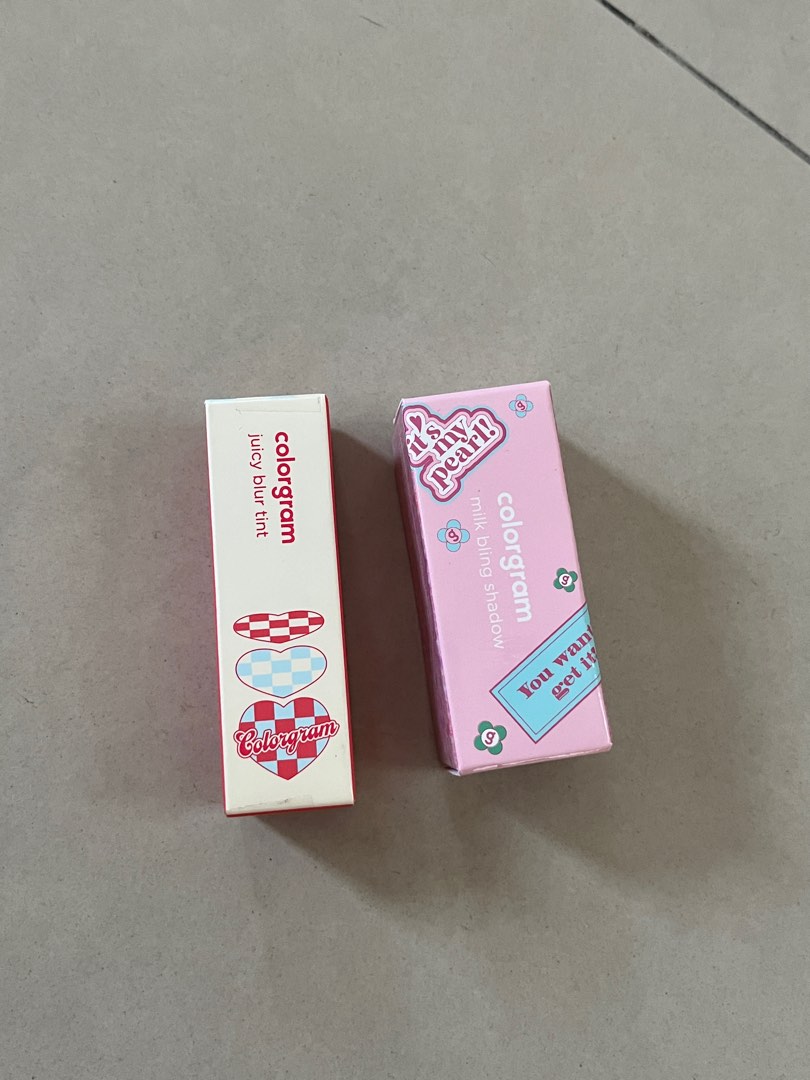 colorgram
juicy blur tint
Colorgram
it's
my
pearl!
g
colorgram
milk bling shadow
g
g
You want
get it!
g